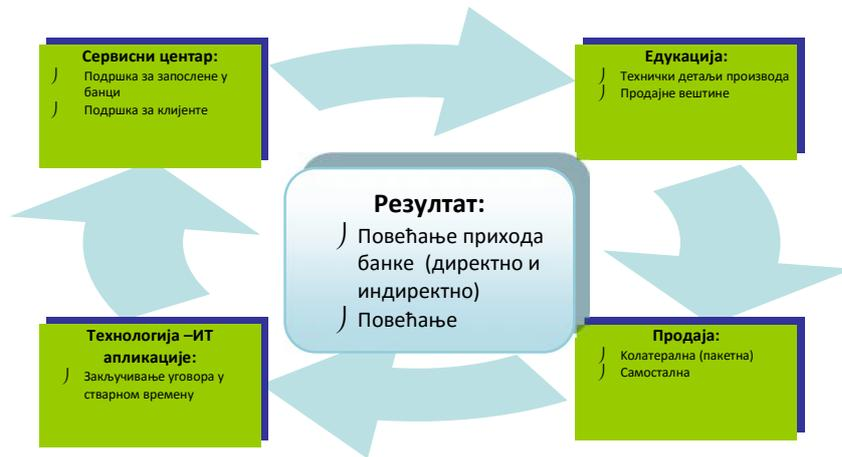 Сервисни центар:
Подршка за запослене у
банци
Подршка за клијенте
Едукација:
Технички детаљи производа
Продајне вештине
Резултат:
Повећање прихода
банке (директно и
индиректно)
Повећање
Технологија –ИТ
апликације:
Закључивање уговора у
стварном времену
Продаја:
Колатерална (пакетна)
Самостална